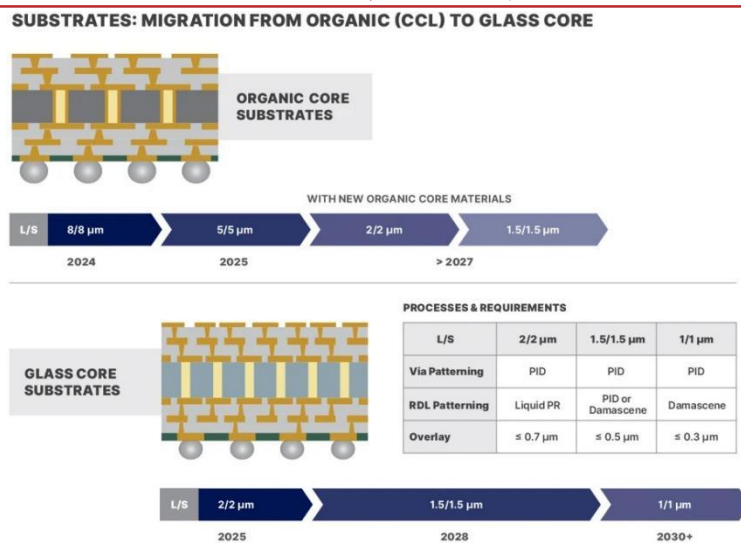 SUBSTRATES: MIGRATION FROM ORGANIC (CCL) TO GLASS CORE
ORGANIC CORE
SUBSTRATES
WITH NEW ORGANIC CORE MATERIALS
L/S 8/8 µm 5/5 µm 2/2 µm 1.5/1.5 µm
2024 2025 > 2027
GLASS CORE
SUBSTRATES
PROCESSES & REQUIREMENTS
L/S 2/2 µm 1.5/1.5 µm 1/1 µm
Via Patterning PID PID PID
RDL Patterning Liquid PR PID or Damascene Damascene
Overlay ≤ 0.7 µm ≤ 0.5 µm ≤ 0.3 µm
L/S 2/2 µm 1.5/1.5 µm 1/1 µm
2025 2028 2030+